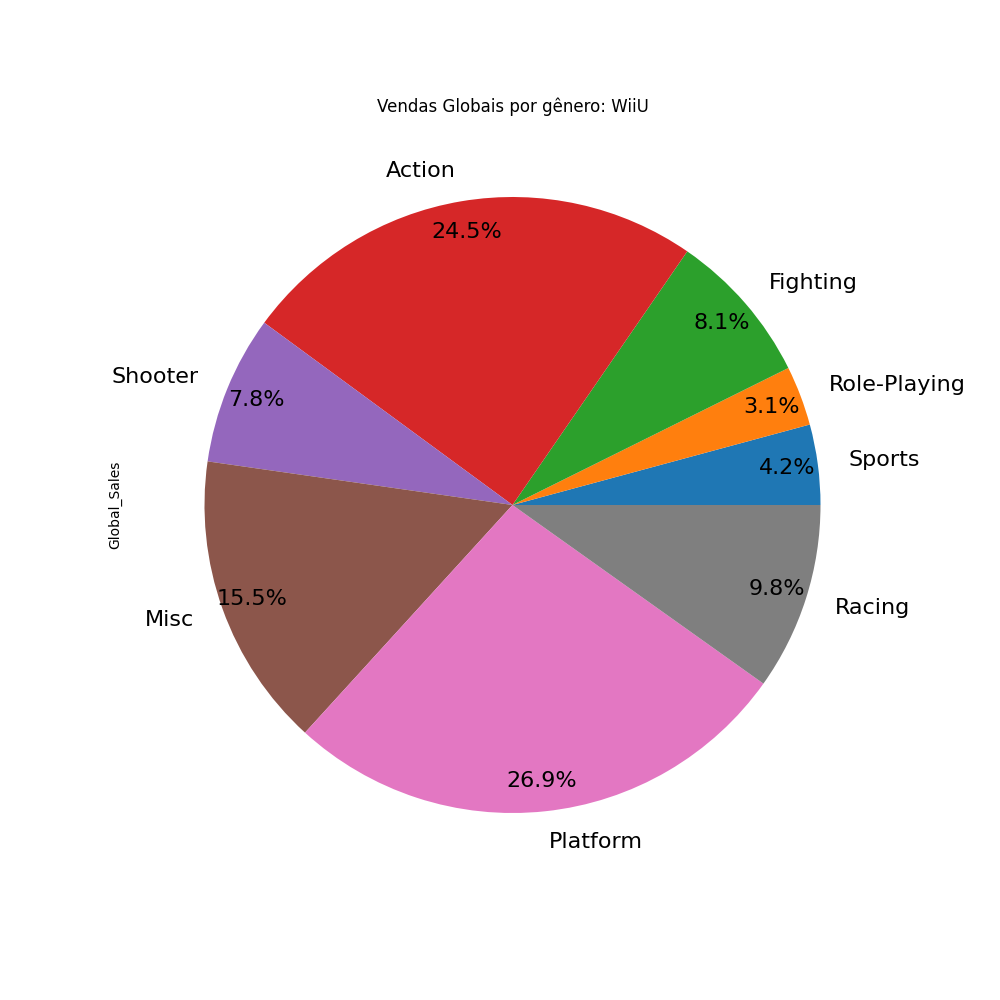 Vendas Globais por gênero: WiiU
Action
24.5%
Fighting
8.1%
Shooter
7.8%
Role-Playing
3.1%
Sports
4.2%
Global_Sales
Misc
15.5%
Racing
9.8%
Platform
26.9%